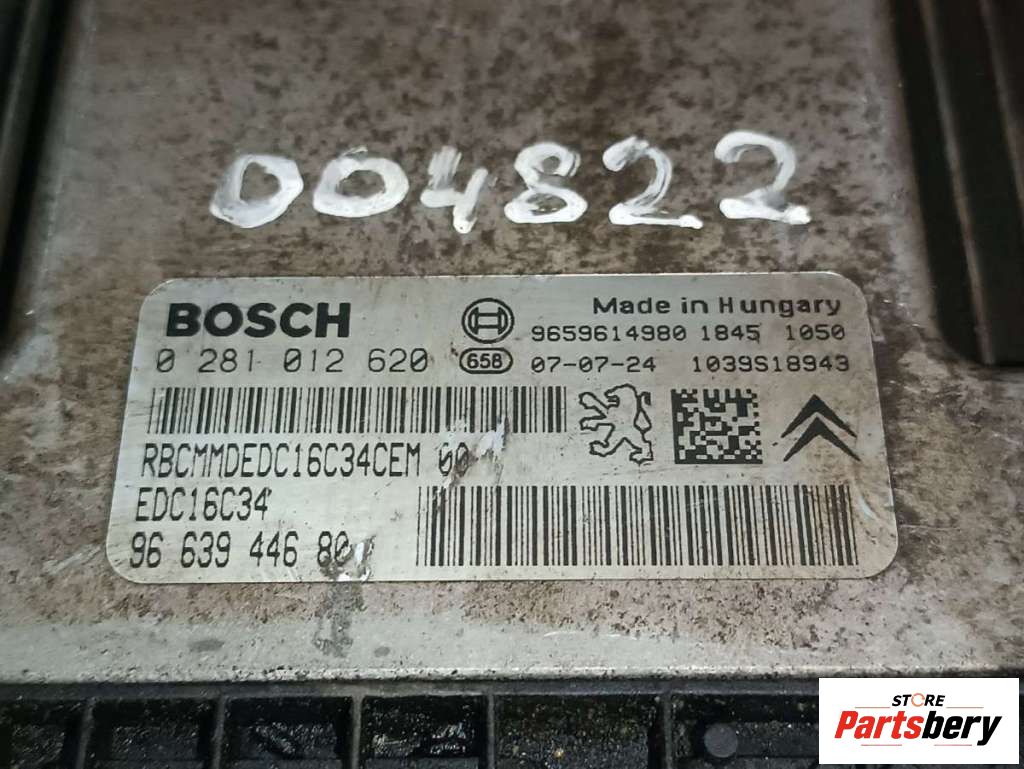 004822
BOSCH
Made in Hungary
9659614980 1845 1050
0 281 012 620 658 07-07-24 1039S18943
RBCMMDEDC16C34CEM 00
EDC16C34
96 639 446 80
STORE
Partsbery